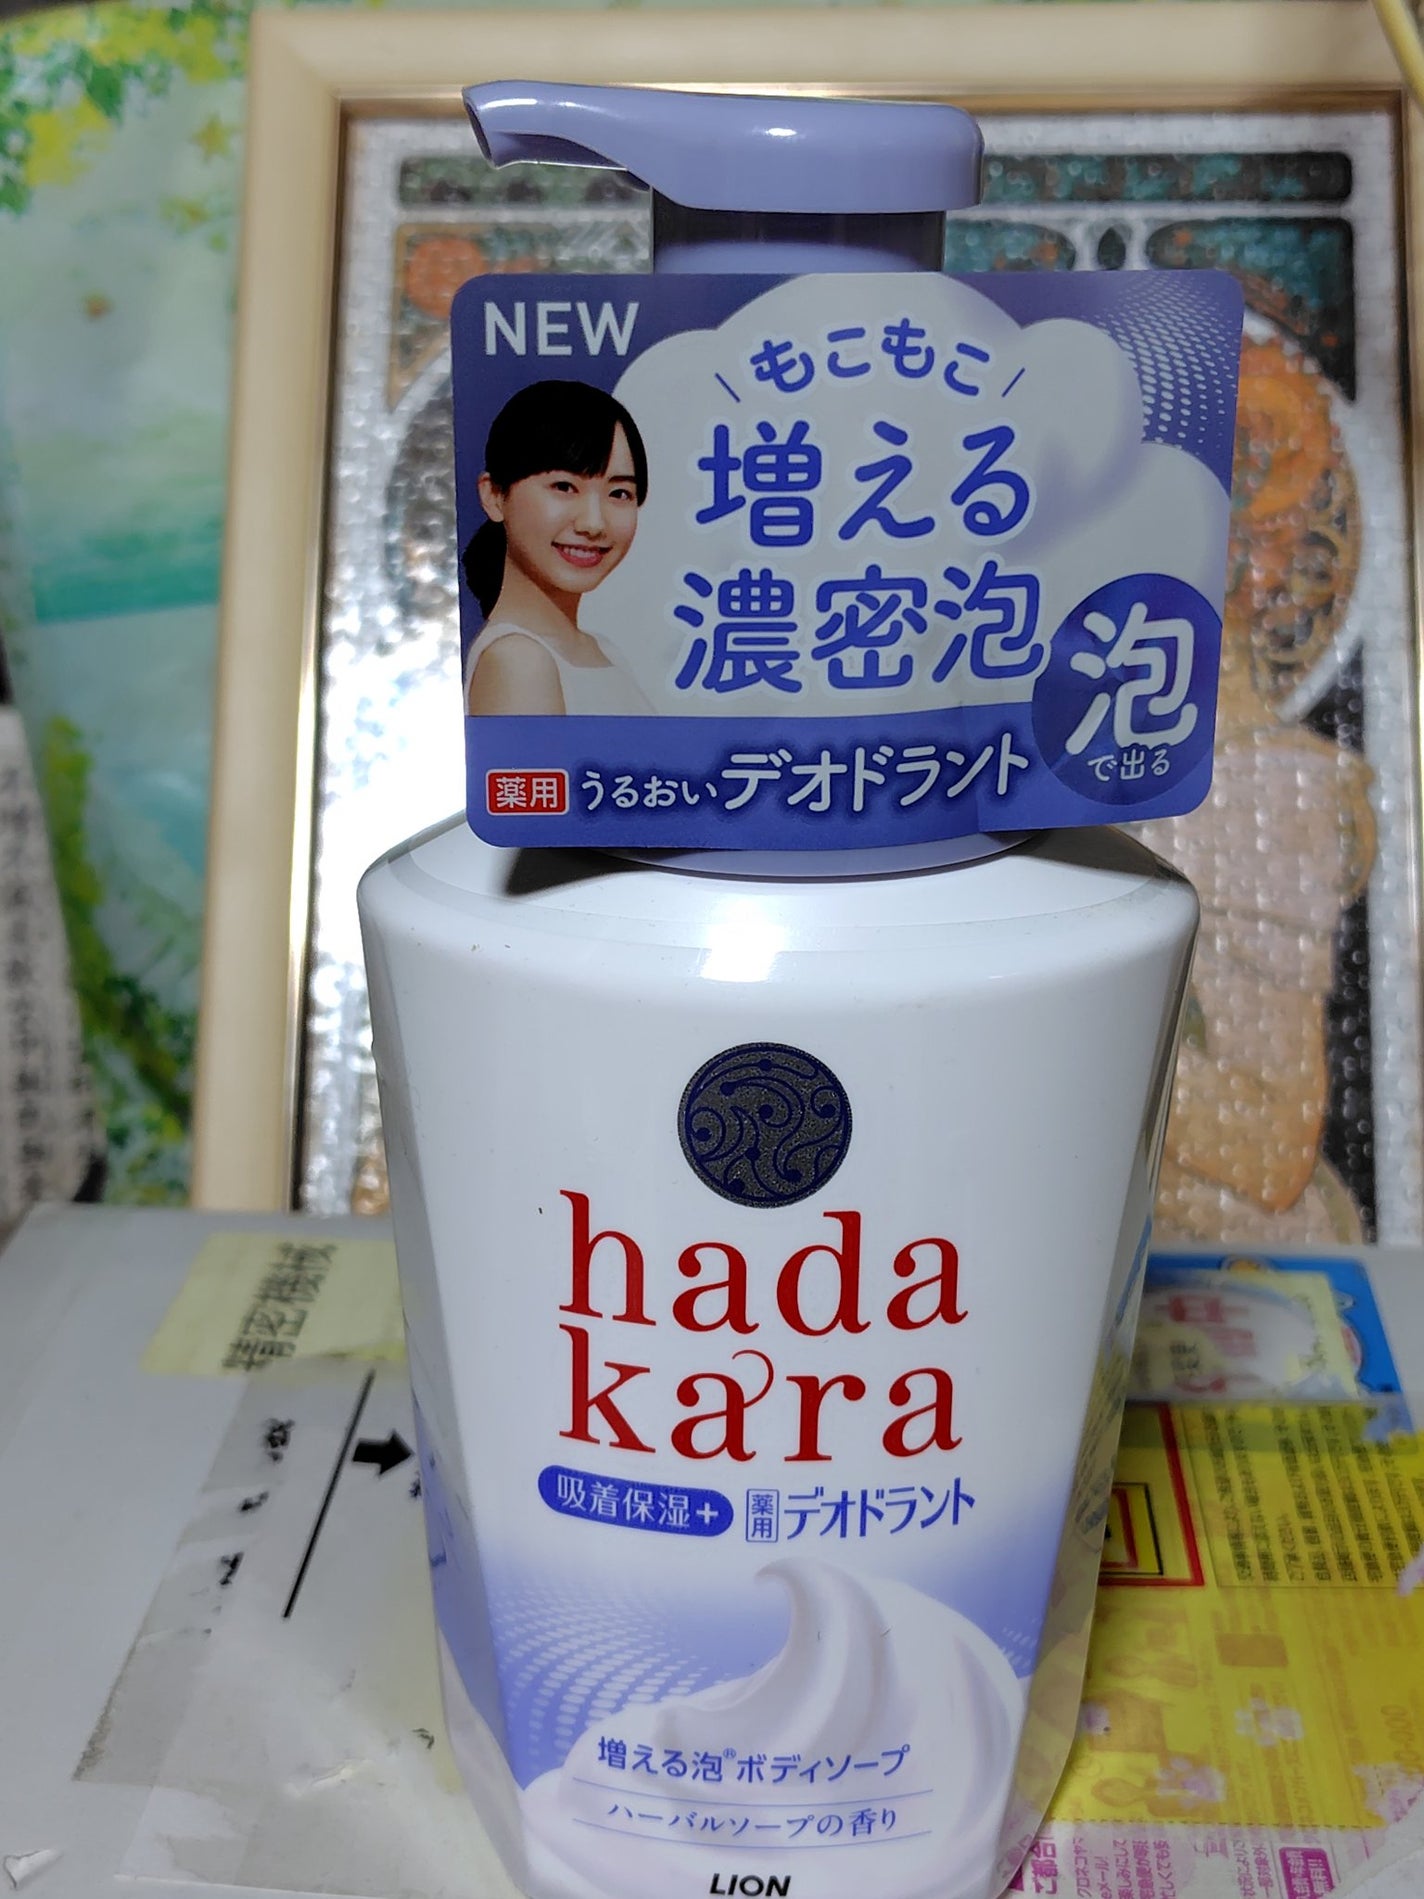 NEW
もこもこ
増える
濃密泡
泡
で出る
薬用 うるおいデオドラント
hada
kara
吸着保湿+ 薬用デオドラント
増える泡®ボディソープ
ハーバルソープの香り
LION
精密機械